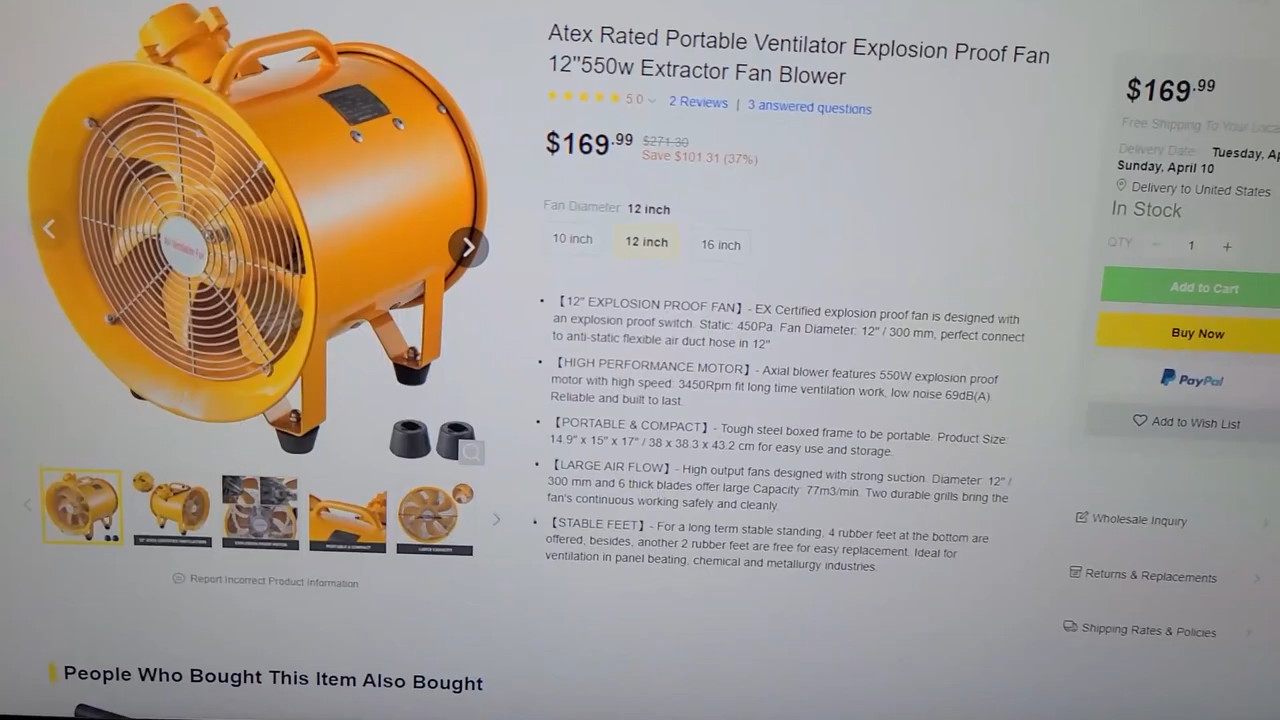 Atex Rated Portable Ventilator Explosion Proof Fan
12"550w Extractor Fan Blower
5.0
2 Reviews | 3 answered questions
$169.99 $271.30
Save $101.31 (37%)
Fan Diameter: 12 inch
10 inch
12 inch
16 inch
【12" EXPLOSION PROOF FAN】- EX Certified explosion proof fan is designed with
an explosion proof switch. Static: 450Pa. Fan Diameter: 12" / 300 mm, perfect connect
to anti-static flexible air duct hose in 12"
【HIGH PERFORMANCE MOTOR】- Axial blower features 550W explosion proof
motor with high speed: 3450Rpm fit long time ventilation work, low noise 69dB(A).
Reliable and built to last.
【PORTABLE & COMPACT】- Tough steel boxed frame to be portable. Product Size:
14.9" x 15" x 17" / 38 x 38.3 x 43.2 cm for easy use and storage.
【LARGE AIR FLOW】- High output fans designed with strong suction. Diameter: 12" /
300 mm and 6 thick blades offer large Capacity: 77m3/min. Two durable grills bring the
fan's continuous working safely and cleanly.
【STABLE FEET】- For a long term stable standing, 4 rubber feet at the bottom are
offered, besides, another 2 rubber feet are free for easy replacement. Ideal for
ventilation in panel beating, chemical and metallurgy industries.
$169.99
Free Shipping To Your
Delivery Date: Tuesday,
Sunday, April 10
Delivery to United States
In Stock
QTY: − 1 +
Add to Cart
Buy Now
PayPal
Add to Wish List
Wholesale Inquiry
Returns & Replacements
Shipping Rates & Policies
PORTABLE & COMPACT
LARGE CAPACITY
Report Incorrect Product Information
People Who Bought This Item Also Bought